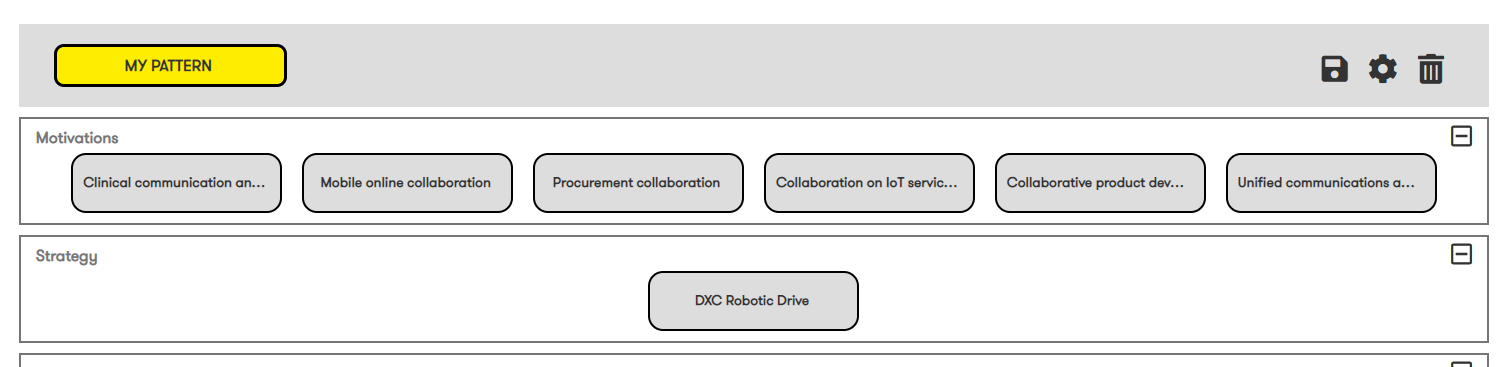 MY PATTERN
Motivations
Clinical communication an...
Mobile online collaboration
Procurement collaboration
Collaboration on IoT servic...
Collaborative product dev...
Unified communications a...
Strategy
DXC Robotic Drive